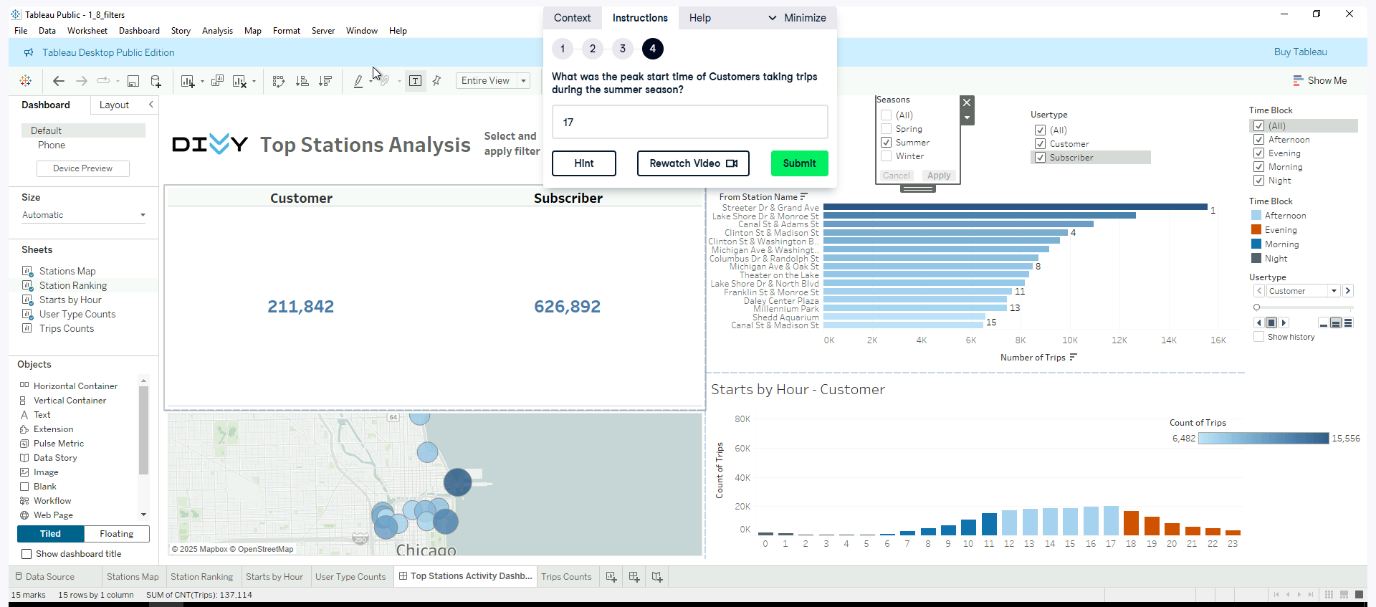 Tableau Public - 1_8_filters
File Data Worksheet Dashboard Story Analysis Map Format Server Window Help
Tableau Desktop Public Edition
Buy Tableau
Entire View
Show Me
Context Instructions Help Minimize
1 2 3 4
What was the peak start time of Customers taking trips
during the summer season?
17
Hint Rewatch Video Submit
Dashboard Layout
Default
Phone
Device Preview
Size
Automatic
Sheets
Stations Map
Station Ranking
Starts by Hour
User Type Counts
Trips Counts
Objects
Horizontal Container
Vertical Container
Text
Extension
Pulse Metric
Data Story
Image
Blank
Workflow
Web Page
Tiled Floating
Show dashboard title
DIVVY Top Stations Analysis
Select and
apply filter
Seasons
(All)
Spring
Summer
Winter
Cancel Apply
Usertype
(All)
Customer
Subscriber
Time Block
(All)
Afternoon
Evening
Morning
Night
Time Block
Afternoon
Evening
Morning
Night
Usertype
Customer
Show history
Customer Subscriber
211,842 626,892
From Station Name
Streeter Dr & Grand Ave 1
Lake Shore Dr & Monroe St
Canal St & Adams St
Clinton St & Madison St 4
Clinton St & Washington B..
Michigan Ave & Washingt..
Columbus Dr & Randolph St
Michigan Ave & Oak St 8
Theater on the Lake
Lake Shore Dr & North Blvd
Franklin St & Monroe St 11
Daley Center Plaza
Millennium Park 13
Shedd Aquarium
Canal St & Madison St 15
0K 2K 4K 6K 8K 10K 12K 14K 16K
Number of Trips
64
Chicago
© 2025 Mapbox © OpenStreetMap
Starts by Hour - Customer
Count of Trips
80K
60K
40K
20K
0K
0 1 2 3 4 5 6 7 8 9 10 11 12 13 14 15 16 17 18 19 20 21 22 23
Count of Trips
6,482 15,556
Data Source Stations Map Station Ranking Starts by Hour User Type Counts Top Stations Activity Dashb... Trips Counts
15 marks 15 rows by 1 column SUM of CNT(Trips): 137,114